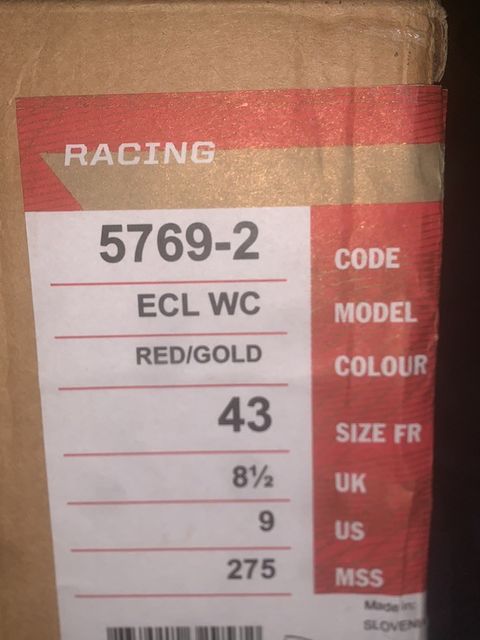 RACING
5769-2 CODE
ECL WC MODEL
RED/GOLD COLOUR
43 SIZE FR
8½ UK
9 US
275 MSS
Made in: